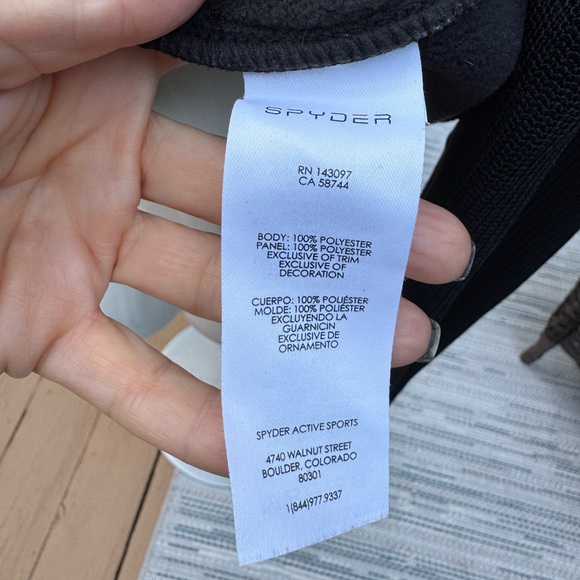 SPYDER
RN 143097
CA 58744
BODY: 100% POLYESTER
PANEL: 100% POLYESTER
EXCLUSIVE OF TRIM
EXCLUSIVE OF
DECORATION
CUERPO: 100% POLIÉSTER
MOLDE: 100% POLIÉSTER
EXCLUYENDO LA
GUARNICIN
EXCLUSIVE DE
ORNAMENTO
SPYDER ACTIVE SPORTS
4740 WALNUT STREET
BOULDER, COLORADO
80301
1(844)977.9337